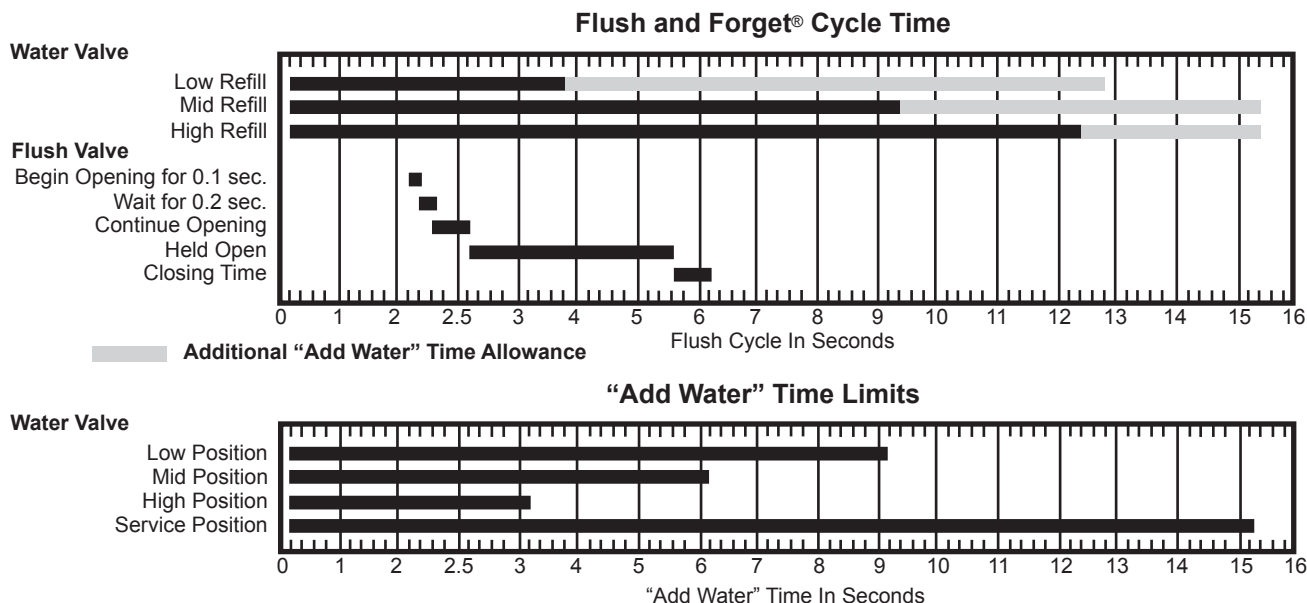 Flush and Forget® Cycle Time
Water Valve
Low Refill
Mid Refill
High Refill
Flush Valve
Begin Opening for 0.1 sec.
Wait for 0.2 sec.
Continue Opening
Held Open
Closing Time
0 1 2 2.5 3 4 5 6 7 8 9 10 11 12 13 14 15 16
Flush Cycle In Seconds
Additional “Add Water” Time Allowance
“Add Water” Time Limits
Water Valve
Low Position
Mid Position
High Position
Service Position
0 1 2 2.5 3 4 5 6 7 8 9 10 11 12 13 14 15 16
“Add Water” Time In Seconds